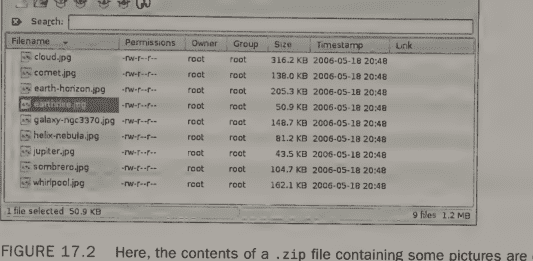 Search:
Filename Permissions Owner Group Size Timestamp Link
cloud.jpg -rw-r--r-- root root 316.2 KB 2006-05-18 20:48
comet.jpg -rw-r--r-- root root 138.0 KB 2006-05-18 20:48
earth-horizon.jpg -rw-r--r-- root root 205.3 KB 2006-05-18 20:48
earthrise.jpg -rw-r--r-- root root 50.9 KB 2006-05-18 20:48
galaxy-ngc3370.jpg -rw-r--r-- root root 148.7 KB 2006-05-18 20:48
helix-nebula.jpg -rw-r--r-- root root 81.2 KB 2006-05-18 20:48
jupiter.jpg -rw-r--r-- root root 43.5 KB 2006-05-18 20:48
sombrero.jpg -rw-r--r-- root root 104.7 KB 2006-05-18 20:48
whirlpool.jpg -rw-r--r-- root root 162.1 KB 2006-05-18 20:48
1 file selected 50.9 KB 9 files 1.2 MB
FIGURE 17.2 Here, the contents of a .zip file containing some pictures are